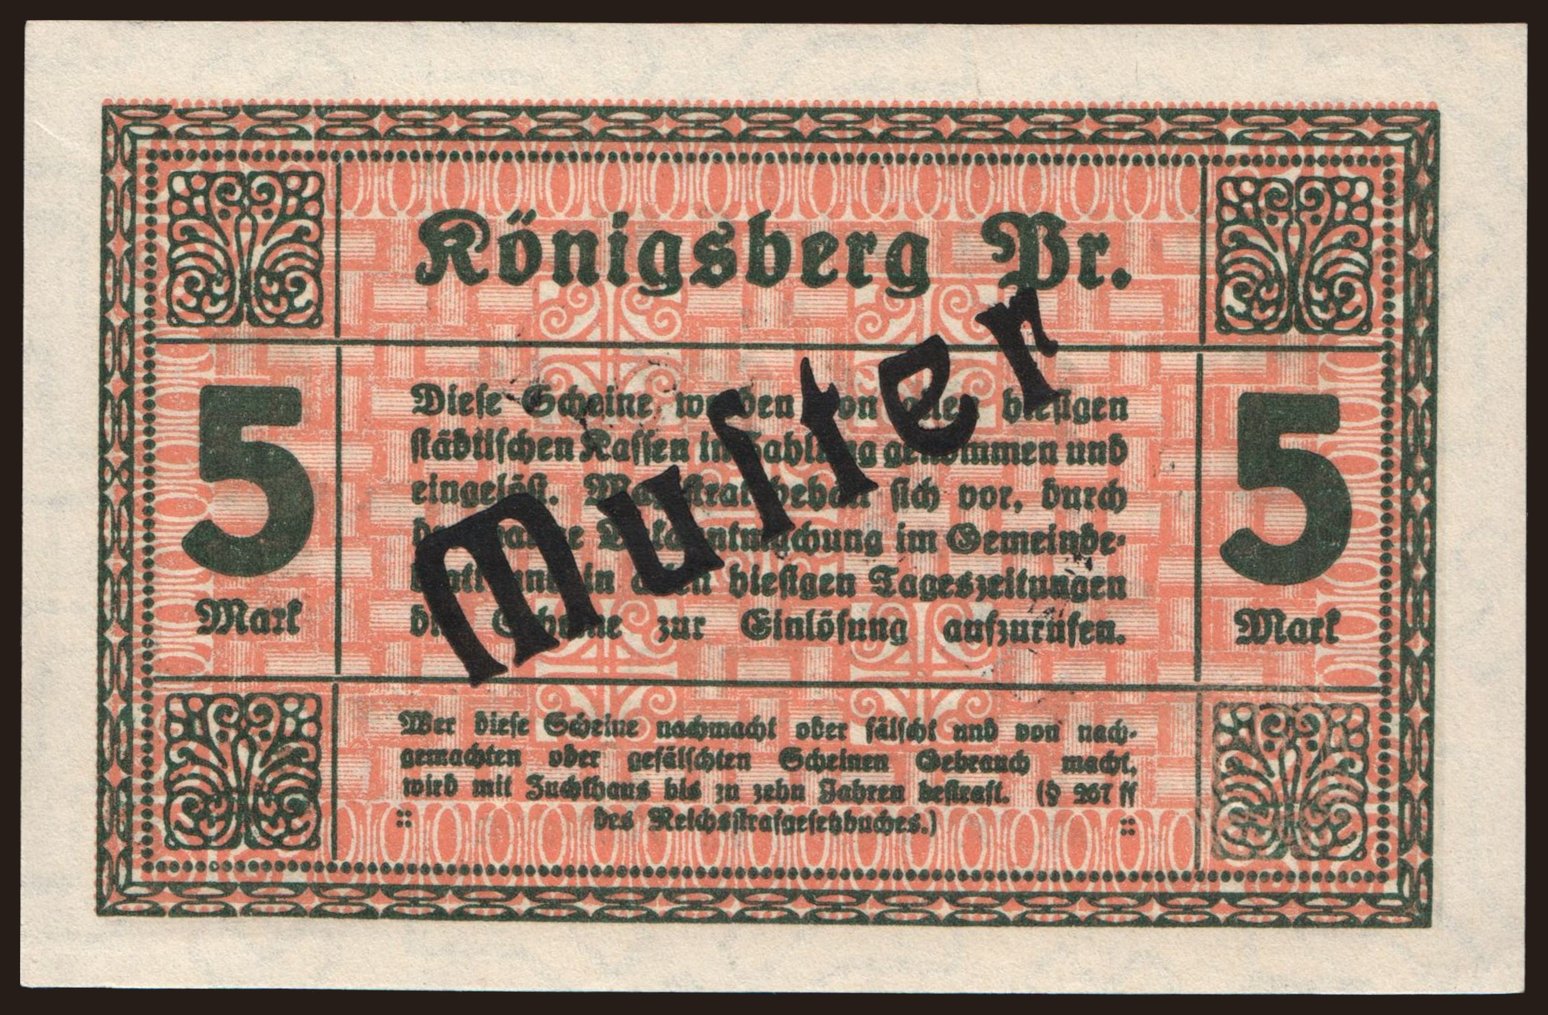 Königsberg Pr.
5
Mark
5
Mark
Diese Scheine werden von allen hiesigen
städtischen Kassen in Zahlung genommen und
eingelöst. Magistrat behält sich vor, durch
Bekanntmachung im Gemeinde-
blatt und in den hiesigen Tageszeitungen
die Scheine zur Einlösung aufzurufen.
Muster
Wer diese Scheine nachmacht oder fälscht und von nach-
gemachten oder gefälschten Scheinen Gebrauch macht,
wird mit Zuchthaus bis zu zehn Jahren bestraft. (§ 267 ff
:: des Reichsstrafgesetzbuches.) ::